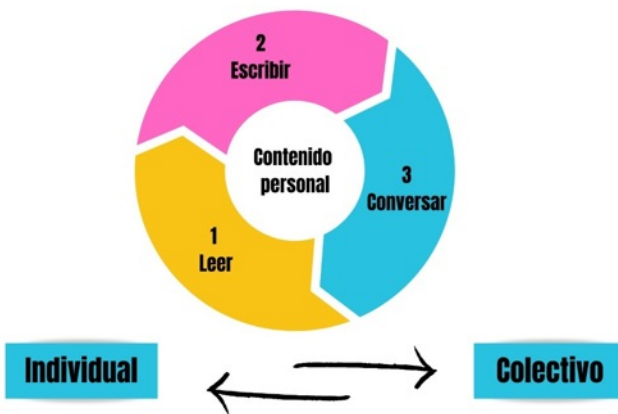 2
Escribir
Contenido
personal
3
Conversar
1
Leer
Individual
Colectivo